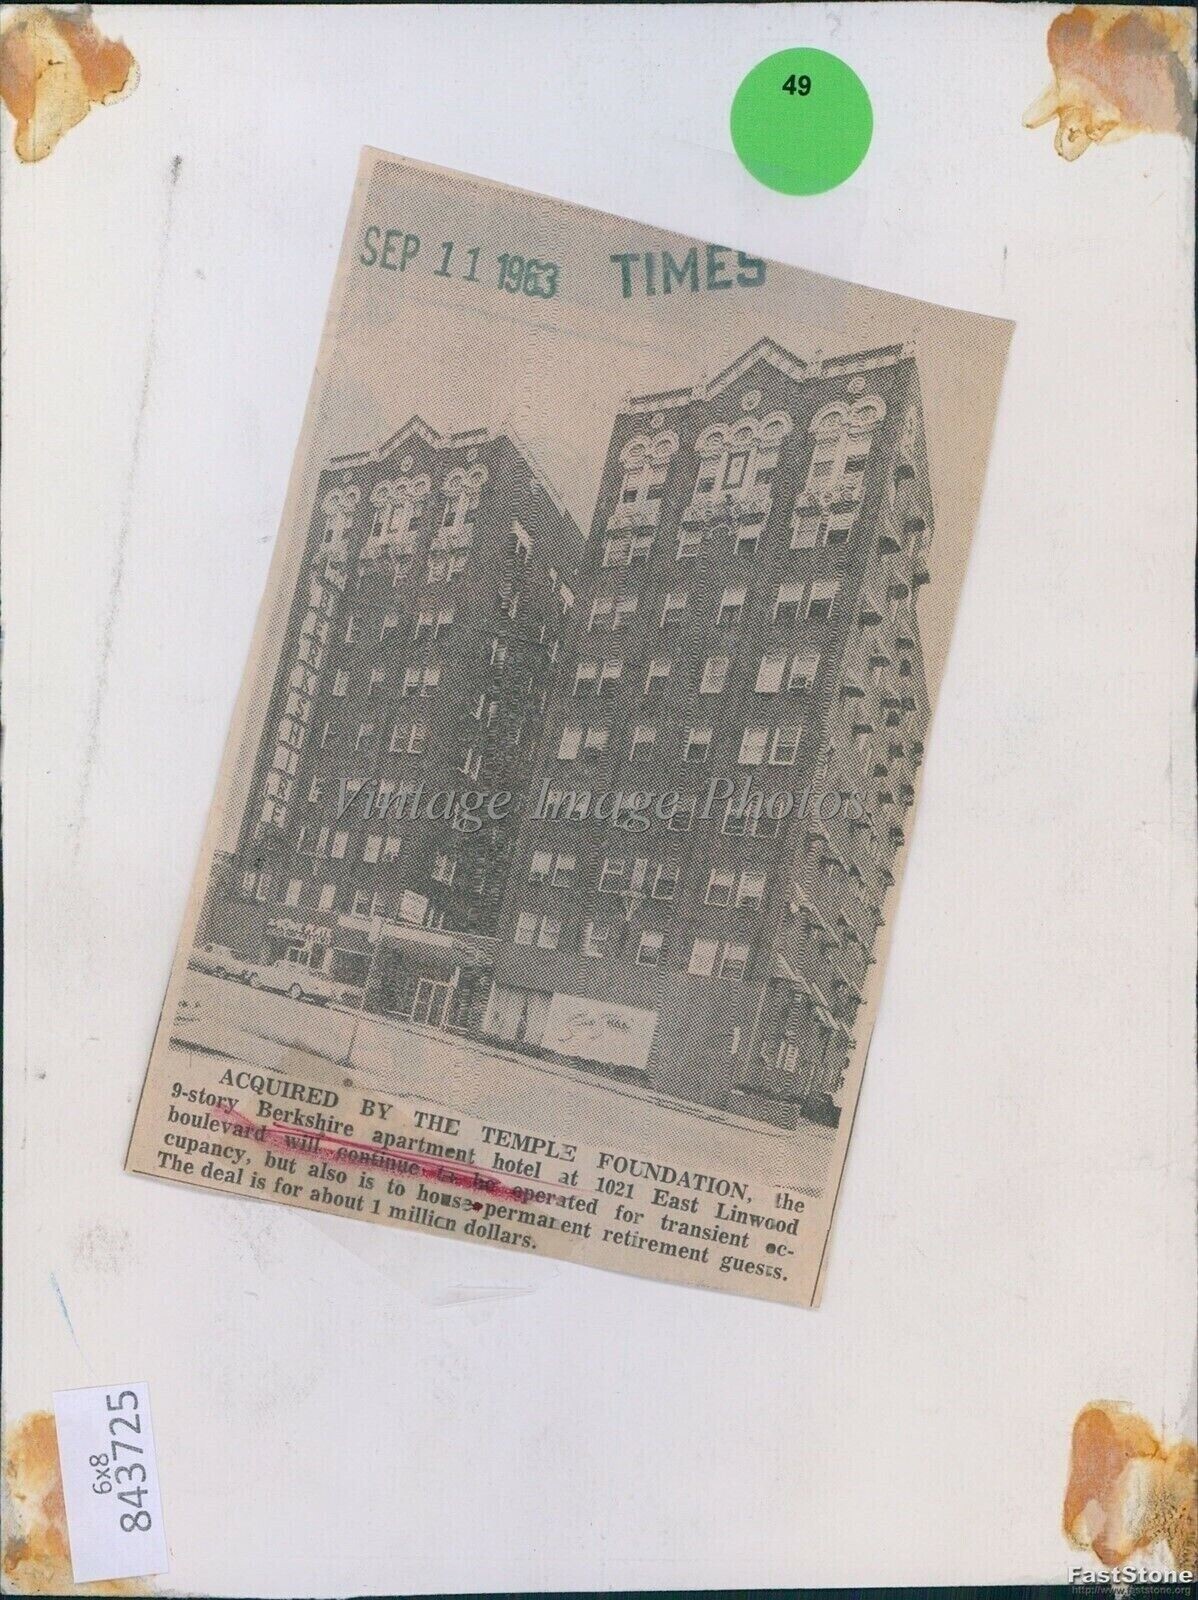 49
SEP 11 1963 TIMES
Vintage Image Photos
ACQUIRED BY THE TEMPLE FOUNDATION, the
9-story Berkshire apartment hotel at 1021 East Linwood
boulevard will continue to be operated for transient oc-
cupancy, but also is to house permanent retirement guests.
The deal is for about 1 million dollars.
6x8
843725
FastStone
http://www.faststone.org